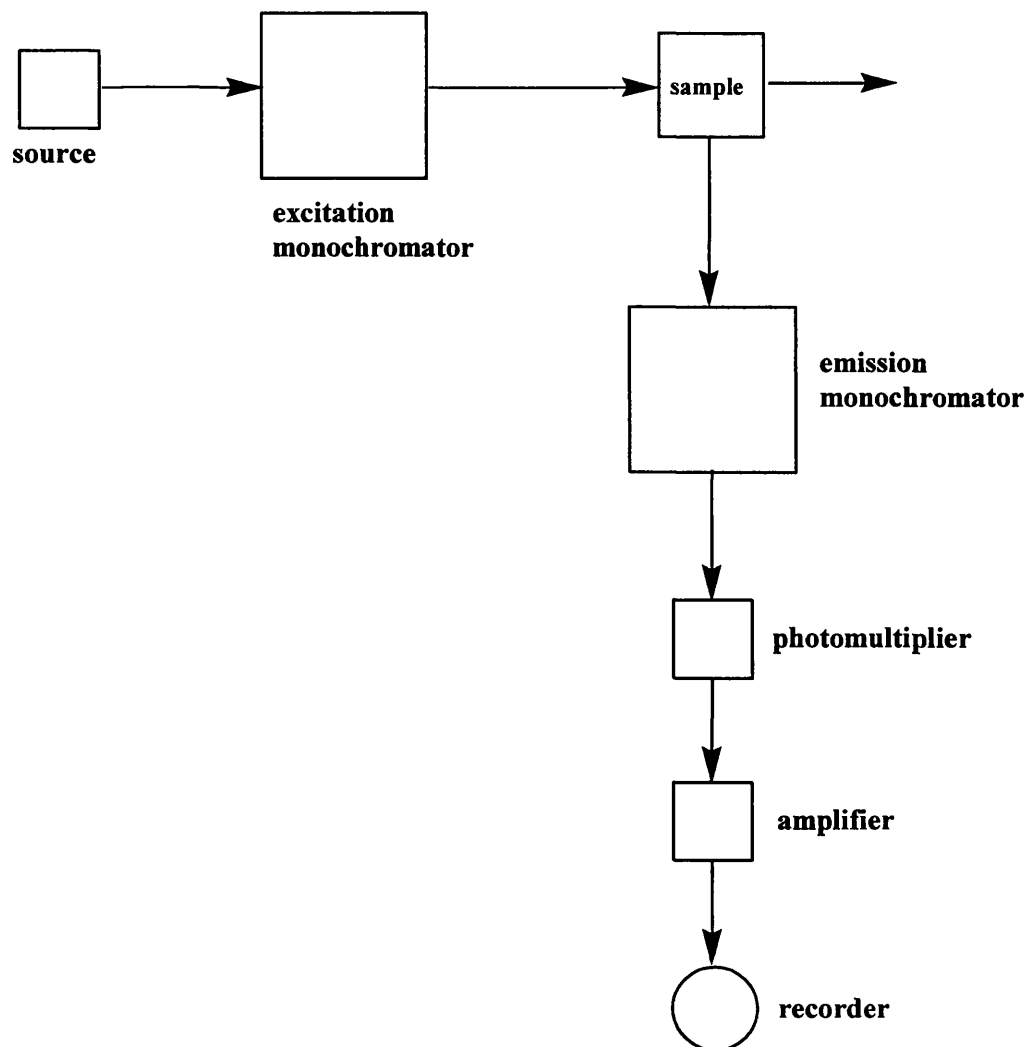 source
excitation
monochromator
sample
emission
monochromator
photomultiplier
amplifier
recorder